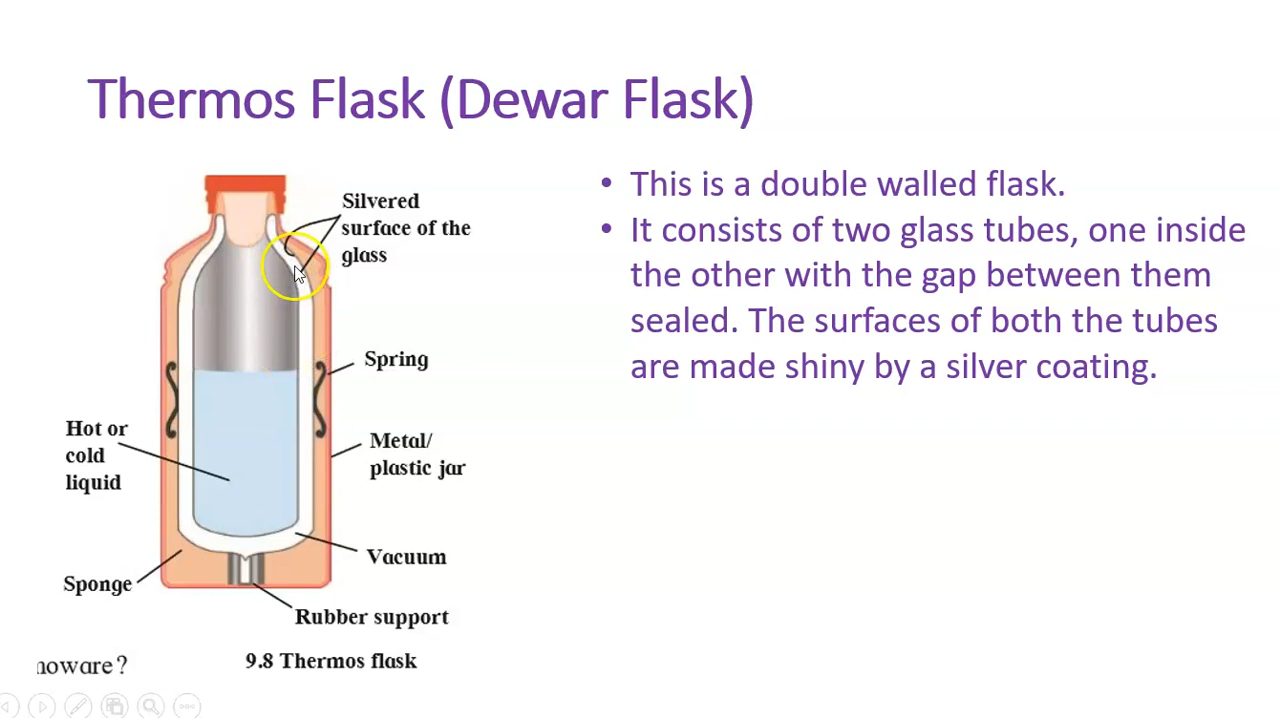 Thermos Flask (Dewar Flask)
Silvered
surface of the
glass
Spring
Hot or
cold
liquid
Metal/
plastic jar
Vacuum
Sponge
Rubber support
9.8 Thermos flask
• This is a double walled flask.
• It consists of two glass tubes, one inside
the other with the gap between them
sealed. The surfaces of both the tubes
are made shiny by a silver coating.